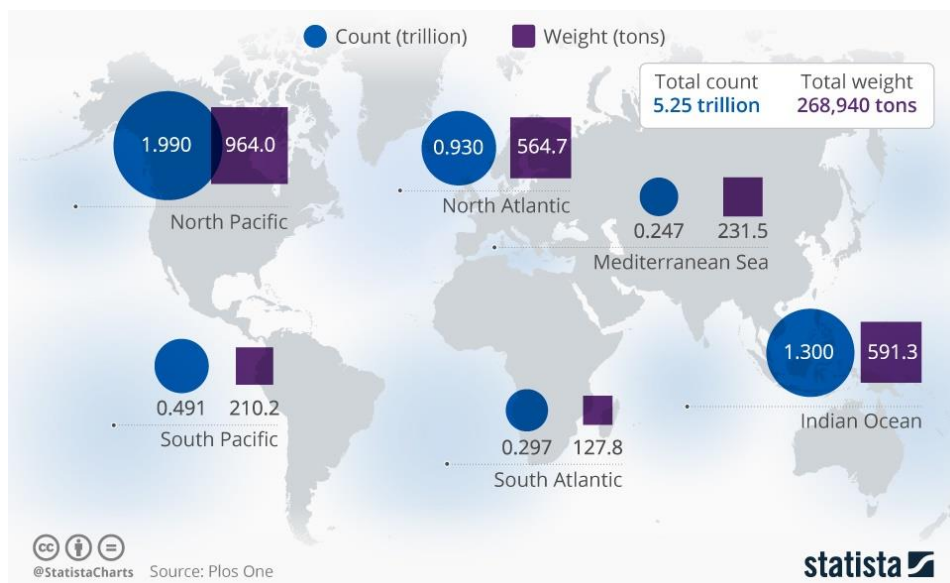 Count (trillion) Weight (tons)
Total count Total weight
5.25 trillion 268,940 tons
1.990 964.0
North Pacific
0.930 564.7
North Atlantic
0.247 231.5
Mediterranean Sea
0.491 210.2
South Pacific
0.297 127.8
South Atlantic
1.300 591.3
Indian Ocean
cc
@StatistaCharts Source: Plos One
statista